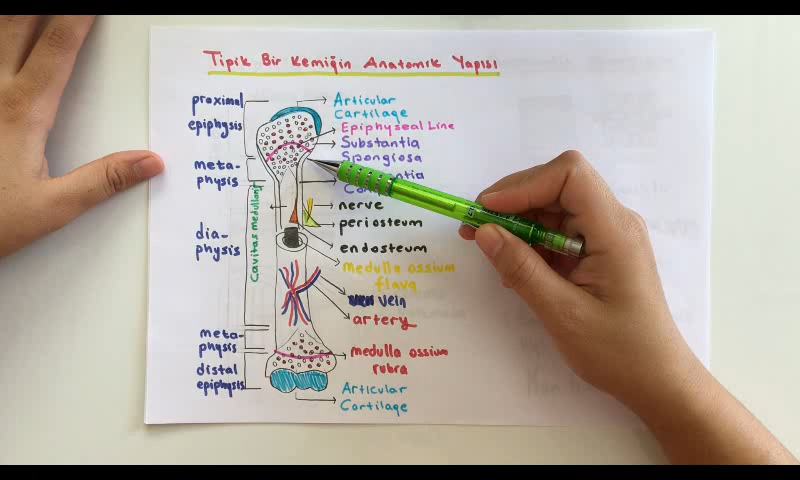 Tipik Bir Kemiğin Anatomik Yapısı
proximal
epiphysis
meta-
physis
dia-
physis
Cavitas medullaris
meta-
physis
distal
epiphysis
Articular
Cartilage
Epiphyseal Line
Substantia
Spongiosa
nerve
periosteum
endosteum
medulla ossium
flava
vein
artery
medulla ossium
rubra
Articular
Cortilage